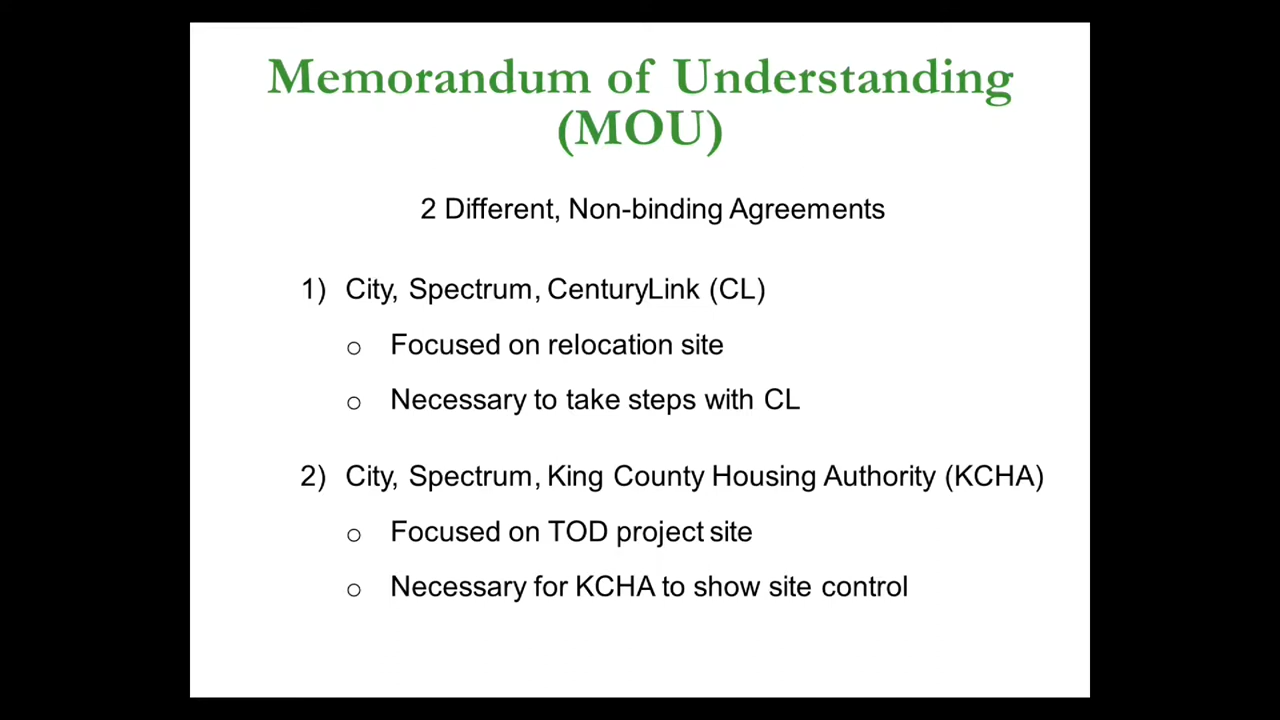 Memorandum of Understanding
(MOU)
2 Different, Non-binding Agreements
1) City, Spectrum, CenturyLink (CL)
o Focused on relocation site
o Necessary to take steps with CL
2) City, Spectrum, King County Housing Authority (KCHA)
o Focused on TOD project site
o Necessary for KCHA to show site control